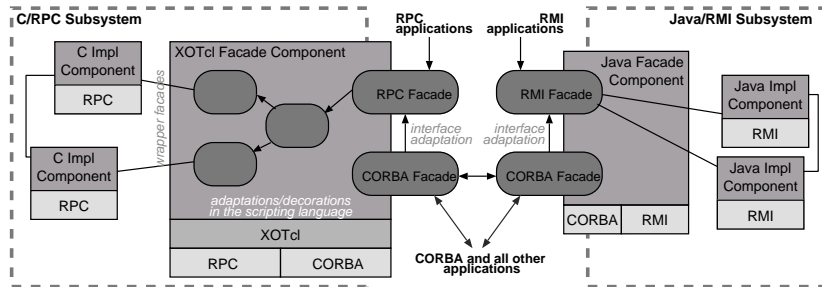 C/RPC Subsystem
Java/RMI Subsystem
RPC
applications
RMI
applications
C Impl
Component
RPC
C Impl
Component
RPC
wrapper facades
XOTcl Facade Component
adaptations/decorations
in the scripting language
XOTcl
RPC
CORBA
RPC Facade
interface
adaptation
CORBA Facade
RMI Facade
interface
adaptation
CORBA Facade
CORBA and all other
applications
Java Facade
Component
CORBA
RMI
Java Impl
Component
RMI
Java Impl
Component
RMI